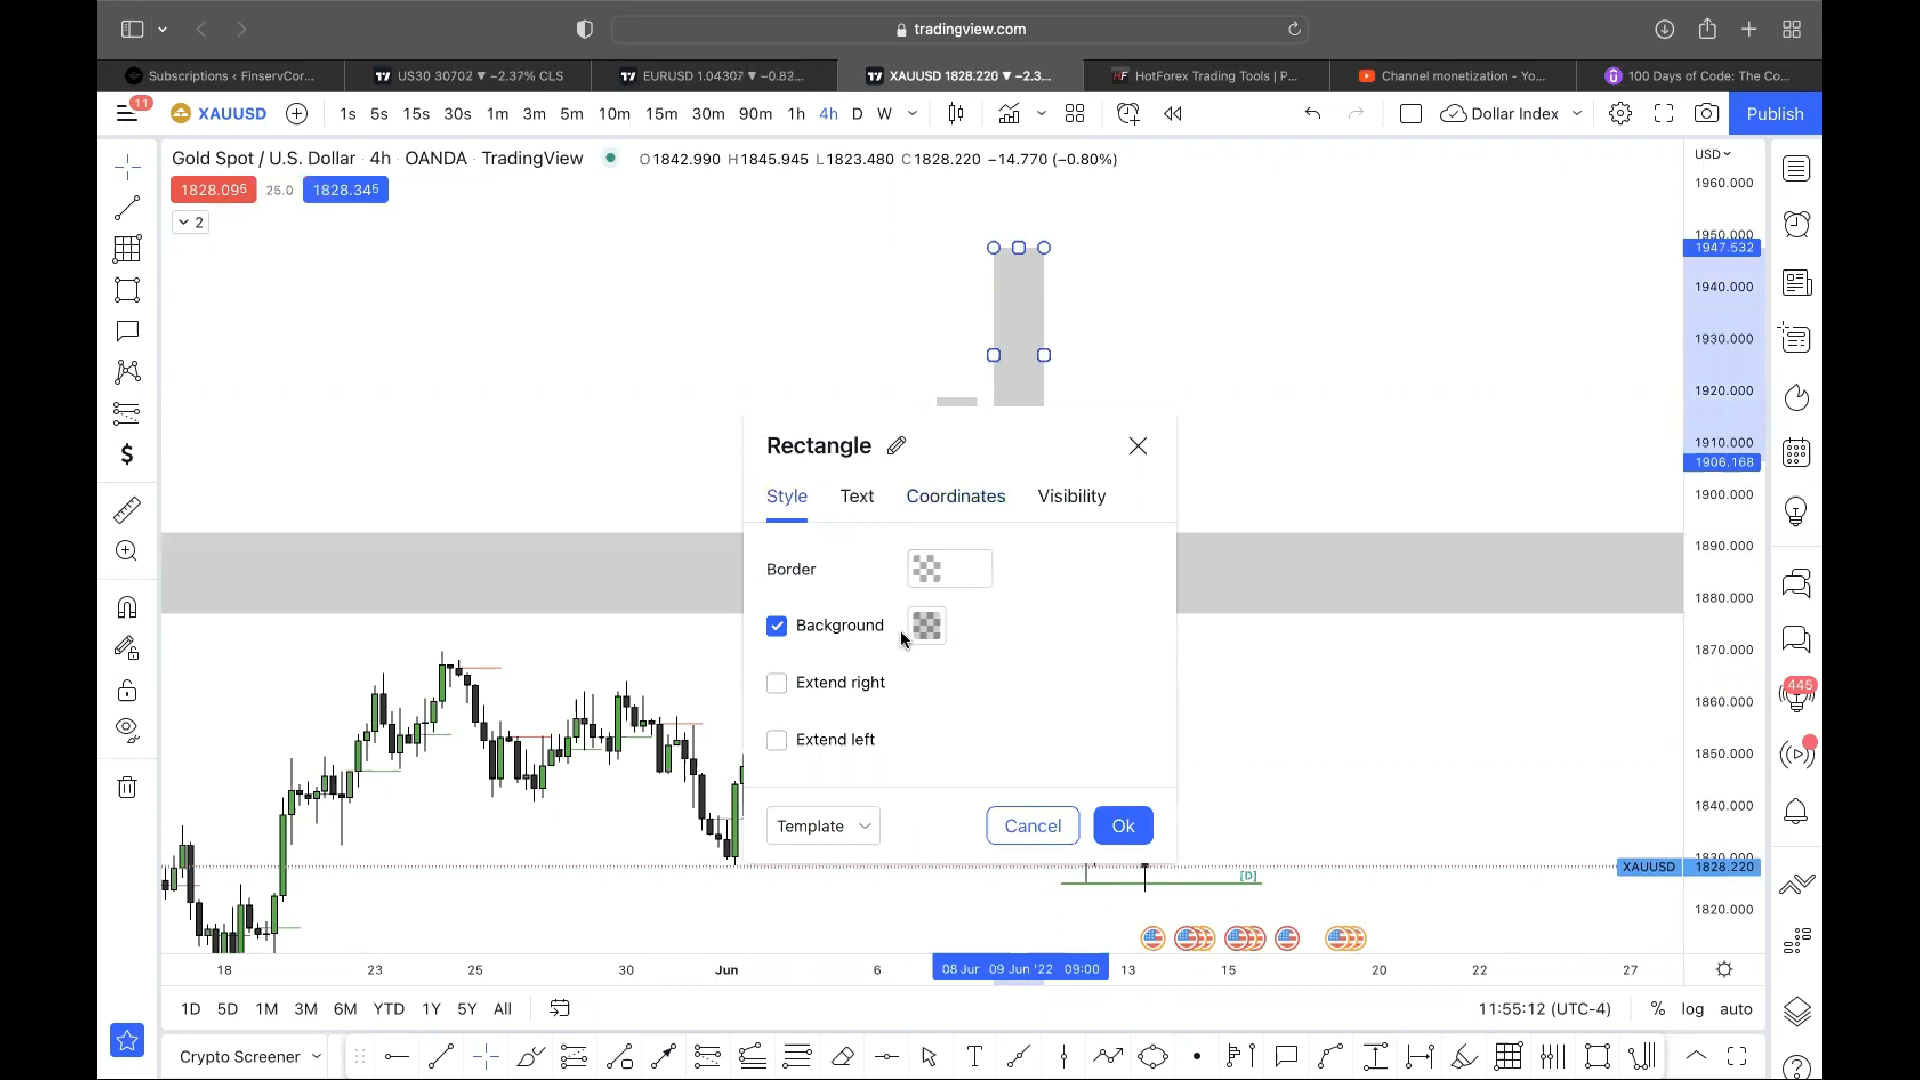 tradingview.com
Subscriptions ‹ FinservCor...
US30 30702 ▼ −2.37% CLS
EURUSD 1.04307 ▼ −0.82...
XAUUSD 1828.220 ▼ −2.3...
HotForex Trading Tools | P...
Channel monetization - Yo...
100 Days of Code: The Co...
11
XAUUSD
1s 5s 15s 30s 1m 3m 5m 10m 15m 30m 90m 1h 4h D W
Dollar Index
Publish
Gold Spot / U.S. Dollar 4h OANDA TradingView
O1842.990 H1845.945 L1823.480 C1828.220 −14.770 (−0.80%)
USD
1828.095 25.0 1828.345
2
1960.000
1950.000
1947.532
1940.000
1930.000
1920.000
1910.000
1906.168
1900.000
1890.000
1880.000
1870.000
1860.000
1850.000
1840.000
1830.000
XAUUSD 1828.220
1820.000
Rectangle
Style Text Coordinates Visibility
Border
Background
Extend right
Extend left
Template
Cancel
Ok
445
[D]
18 23 25 30 Jun 6 08 Jun 09 Jun '22 09:00 13 15 20 22 27
1D 5D 1M 3M 6M YTD 1Y 5Y All
11:55:12 (UTC-4) % log auto
Crypto Screener